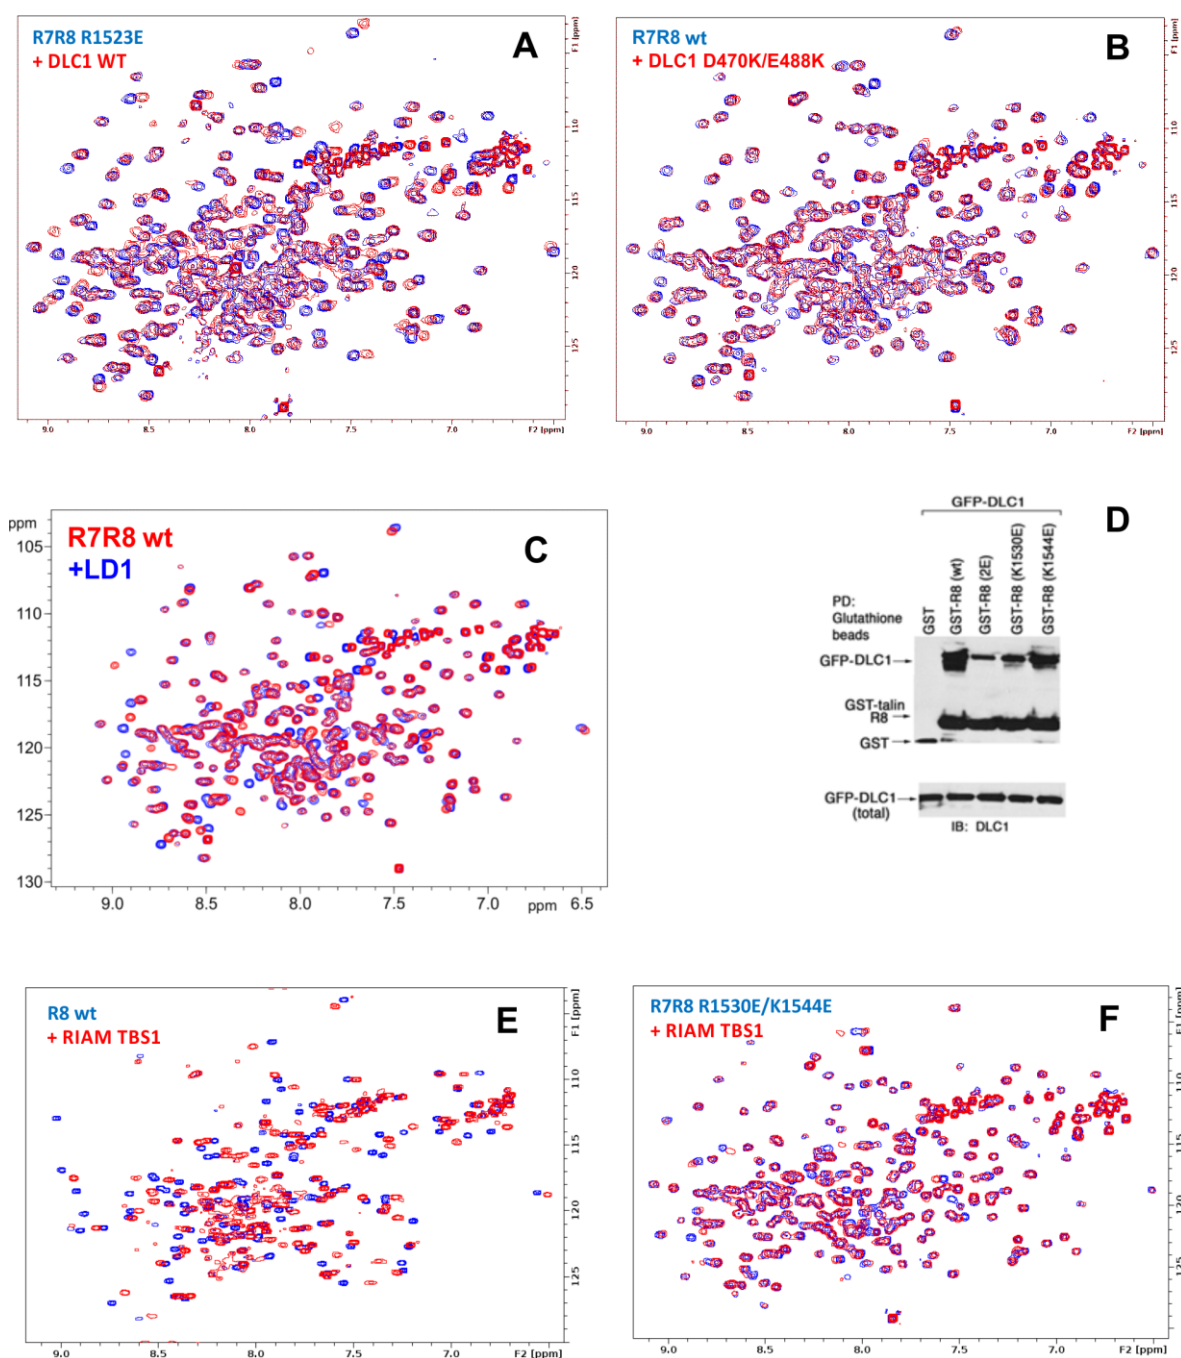 R7R8 R1523E
+ DLC1 WT
A
F1 [ppm]
110
115
120
125
9.0 8.5 8.0 7.5 7.0 F2 [ppm]
R7R8 wt
+ DLC1 D470K/E488K
B
F1 [ppm]
110
115
120
125
9.0 8.5 8.0 7.5 7.0 F2 [ppm]
ppm
R7R8 wt
+LD1
C
105
110
115
120
125
130
9.0 8.5 8.0 7.5 ppm 7.0 6.5
GFP-DLC1
D
GST
GST-R8 (wt)
GST-R8 (2E)
GST-R8 (K1530E)
GST-R8 (K1544E)
PD:
Glutathione
beads
GFP-DLC1
GST-talin
R8
GST
GFP-DLC1
(total)
IB: DLC1
R8 wt
+ RIAM TBS1
E
F1 [ppm]
110
115
120
125
9.0 8.5 8.0 7.5 7.0 F2 [ppm]
R7R8 R1530E/K1544E
+ RIAM TBS1
F
F1 [ppm]
110
115
120
125
9.0 8.5 8.0 7.5 7.0 F2 [ppm]